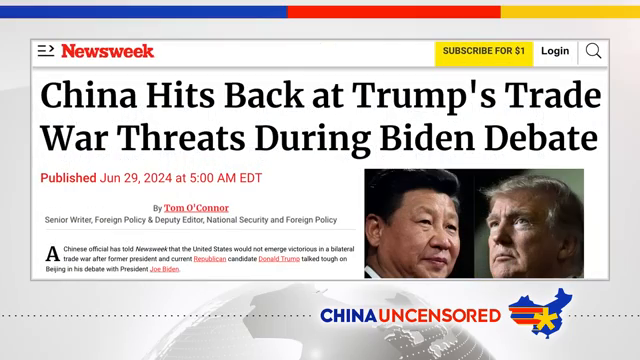 Newsweek
SUBSCRIBE FOR $1
Login
China Hits Back at Trump's Trade
War Threats During Biden Debate
Published Jun 29, 2024 at 5:00 AM EDT
By Tom O'Connor
Senior Writer, Foreign Policy & Deputy Editor, National Security and Foreign Policy
A Chinese official has told Newsweek that the United States would not emerge victorious in a bilateral
trade war after former president and current Republican candidate Donald Trump talked tough on
Beijing in his debate with President Joe Biden.
CHINA UNCENSORED